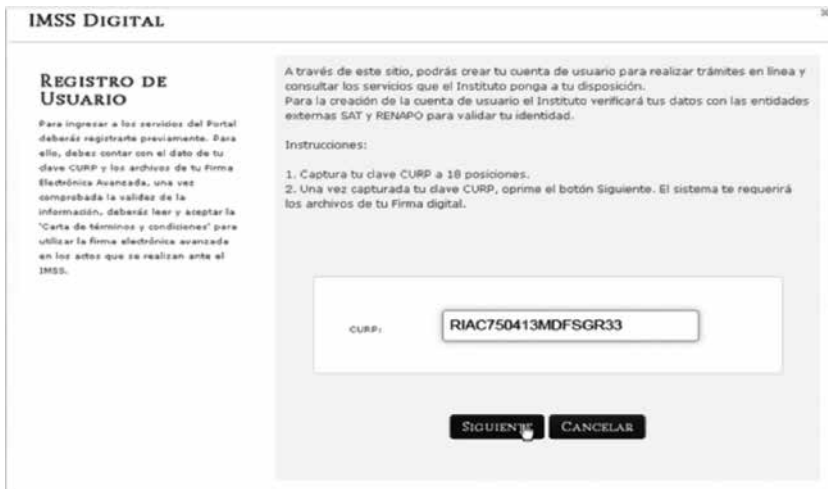 IMSS DIGITAL
REGISTRO DE
USUARIO
Para ingresar a los servicios del Portal
deberás registrarte previamente. Para
ello, debes contar con el dato de tu
clave CURP y los archivos de tu Firma
Electrónica Avanzada, una vez
comprobada la validez de la
información, deberás leer y aceptar la
'Carta de términos y condiciones' para
utilizar la firma electrónica avanzada
en los actos que se realizan ante el
IMSS.
A través de este sitio, podrás crear tu cuenta de usuario para realizar trámites en línea y
consultar los servicios que el Instituto ponga a tu disposición.
Para la creación de la cuenta de usuario el Instituto verificará tus datos con las entidades
externas SAT y RENAPO para validar tu identidad.
Instrucciones:
1. Captura tu clave CURP a 18 posiciones.
2. Una vez capturada tu clave CURP, oprime el botón Siguiente. El sistema te requerirá
los archivos de tu Firma digital.
CURP: RIAC750413MDFSGR33
SIGUIENTE CANCELAR